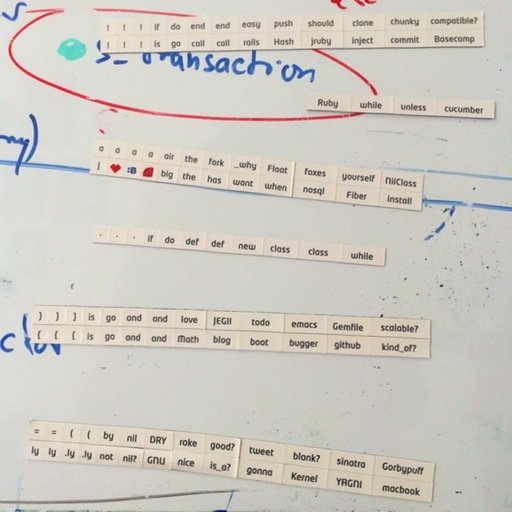 ! ! ! if do end end easy push should clone chunky compatible?
! ! ! is go call call rails Hash jruby inject commit Basecamp
transaction
Ruby while unless cucumber
a a a a air the fork _why Float foxes yourself NilClass
I ♥ :B big the has want when nosql Fiber install
. . . if do def def new class class while
} } } is go and and love JEGII todo emacs Gemfile scalable?
{ { { is go and and Math blog boot bugger github kind_of?
= = ( ( by nil DRY rake good? tweet blank? sinatra Gorbypuff
ly ly .ly .ly not nil? GNU nice is_a? gonna Kernel YAGNI macbook